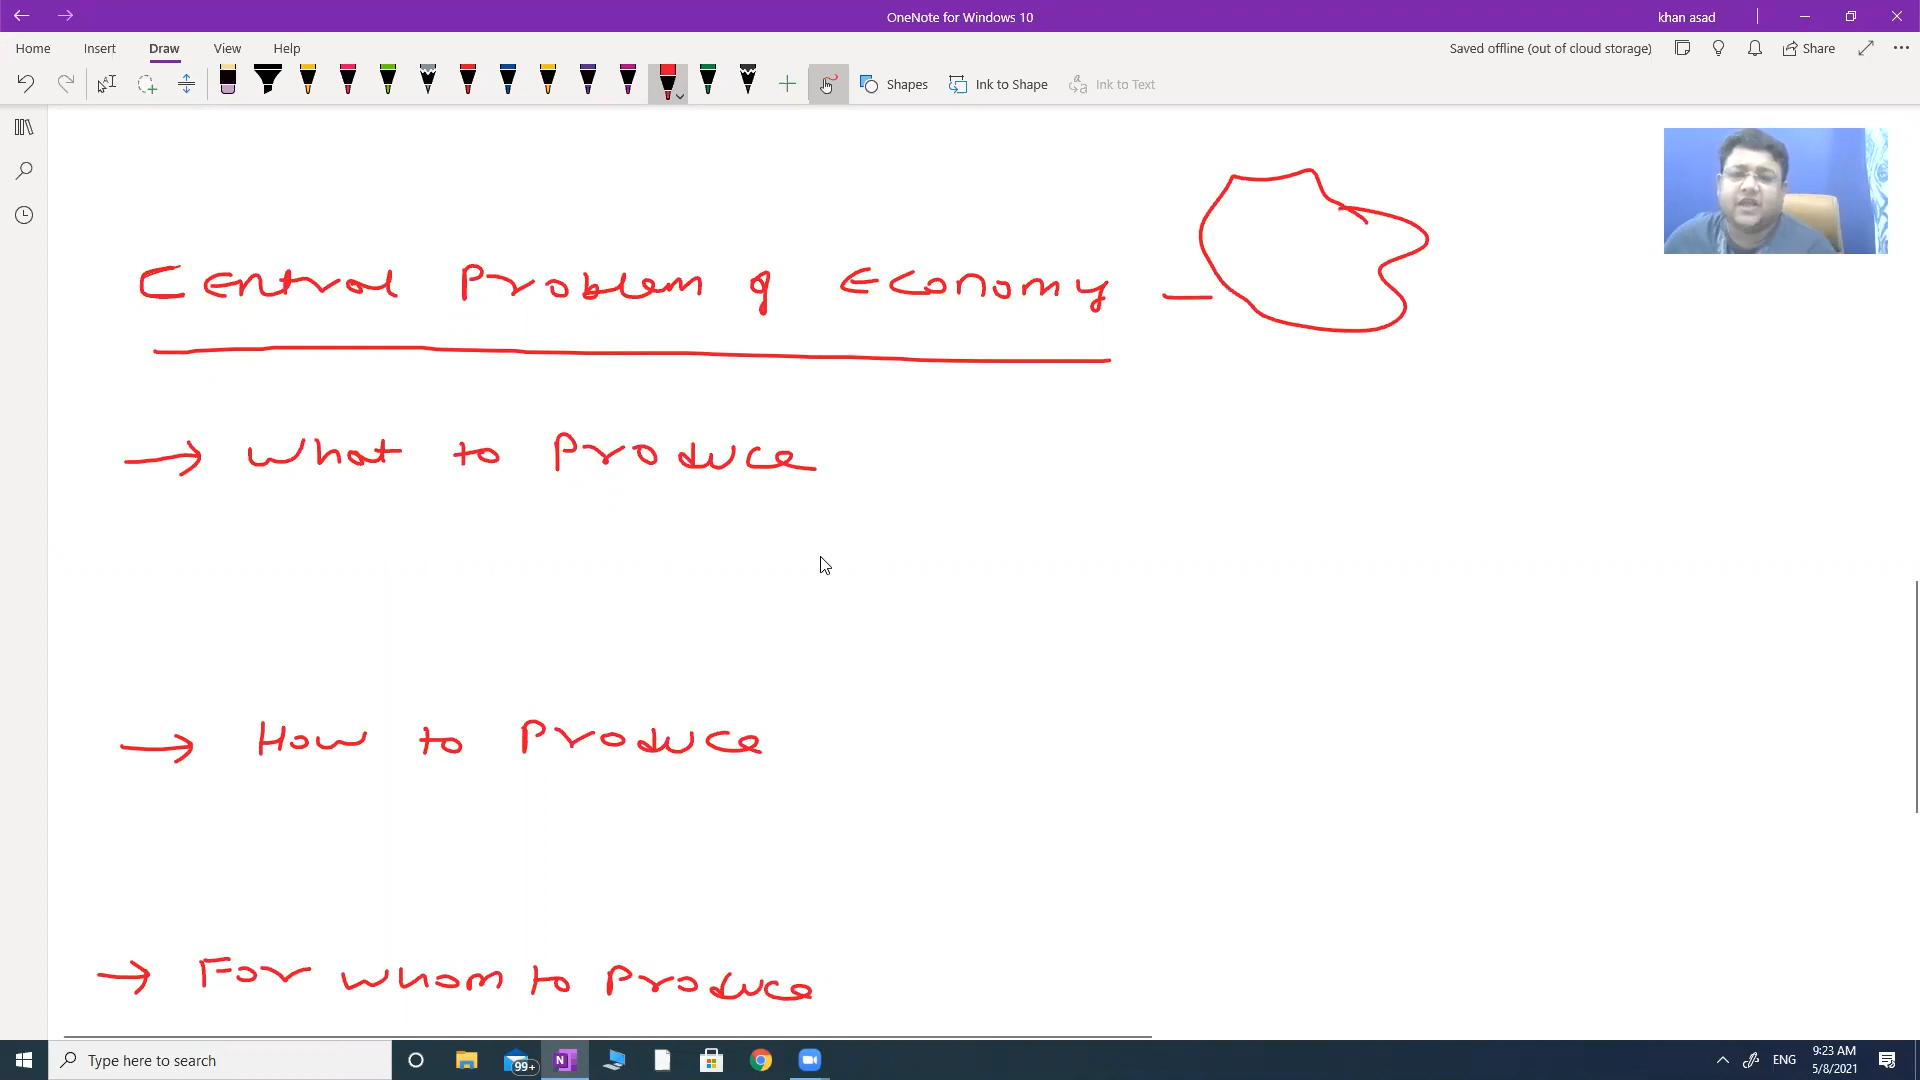 OneNote for Windows 10
khan asad
Home Insert Draw View Help
Saved offline (out of cloud storage)
Share
Shapes
Ink to Shape
Ink to Text
Central Problem of Economy —
→ What to Produce
→ How to Produce
→ For whom to Produce
Type here to search
99+
ENG
9:23 AM
5/8/2021